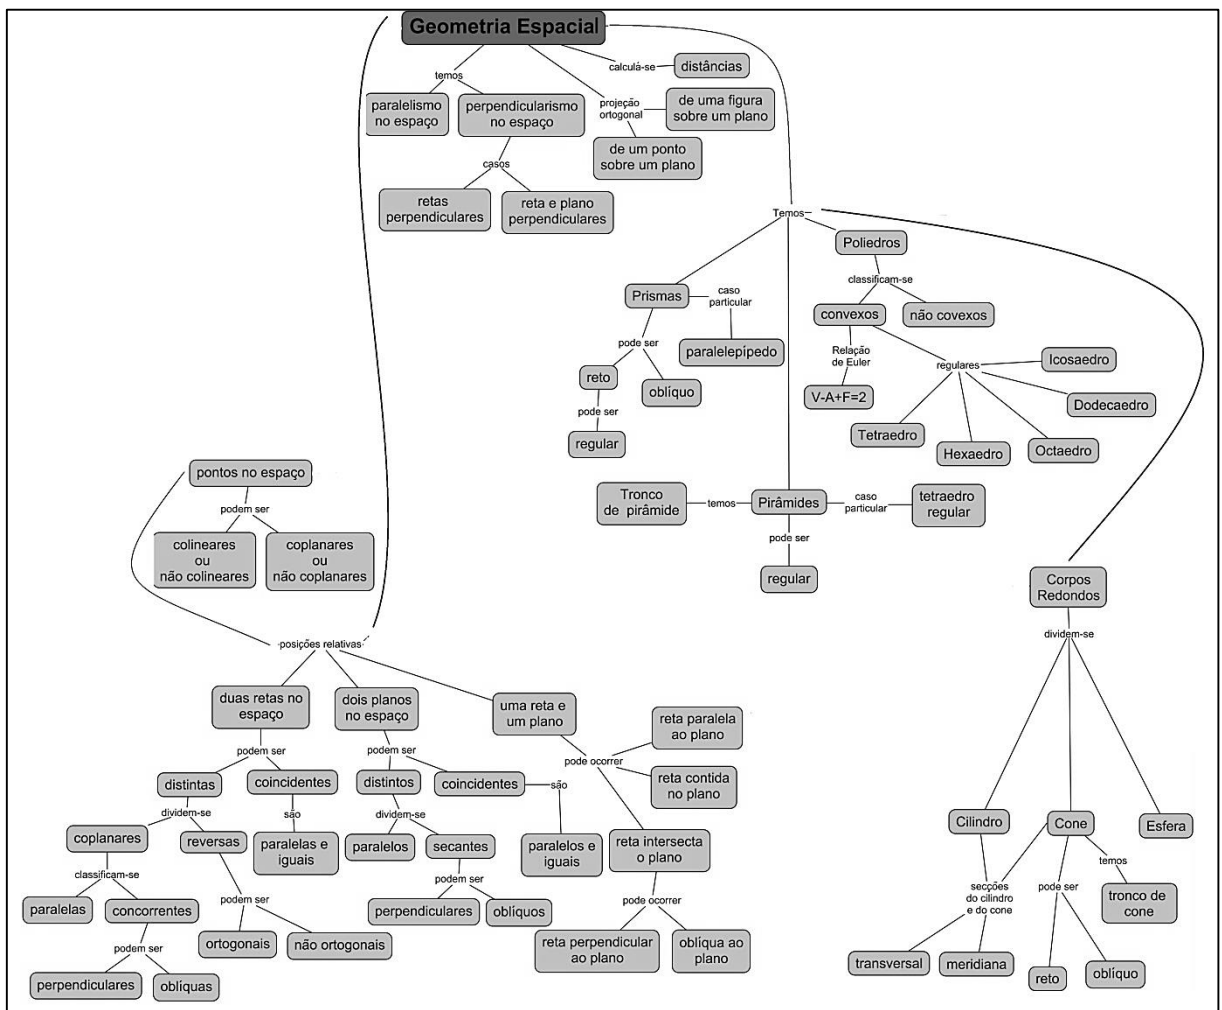 Geometria Espacial
calculá-se
distâncias
temos
paralelismo
no espaço
perpendicularismo
no espaço
projeção
ortogonal
de uma figura
sobre um plano
de um ponto
sobre um plano
casos
retas
perpendiculares
reta e plano
perpendiculares
Temos
Poliedros
classificam-se
convexos
não covexos
Relação
de Euler
V-A+F=2
regulares
Icosaedro
Dodecaedro
Octaedro
Hexaedro
Tetraedro
Prismas
caso
particular
paralelepípedo
pode ser
reto
oblíquo
pode ser
regular
Tronco
de pirâmide
temos
Pirâmides
caso
particular
tetraedro
regular
pode ser
regular
pontos no espaço
podem ser
colineares
ou
não colineares
coplanares
ou
não coplanares
posições relativas
duas retas no
espaço
dois planos
no espaço
uma reta e
um plano
podem ser
distintas
coincidentes
dividem-se
são
coplanares
reversas
paralelas e
iguais
classificam-se
paralelas
concorrentes
podem ser
ortogonais
não ortogonais
podem ser
perpendiculares
oblíquas
podem ser
distintos
coincidentes
são
dividem-se
paralelos
secantes
paralelos e
iguais
podem ser
perpendiculares
oblíquos
pode ocorrer
reta paralela
ao plano
reta contida
no plano
reta intersecta
o plano
pode ocorrer
reta perpendicular
ao plano
oblíqua ao
plano
Corpos
Redondos
dividem-se
Cilindro
Cone
Esfera
temos
tronco de
cone
secções
do cilindro
e do cone
pode ser
transversal
meridiana
reto
oblíquo